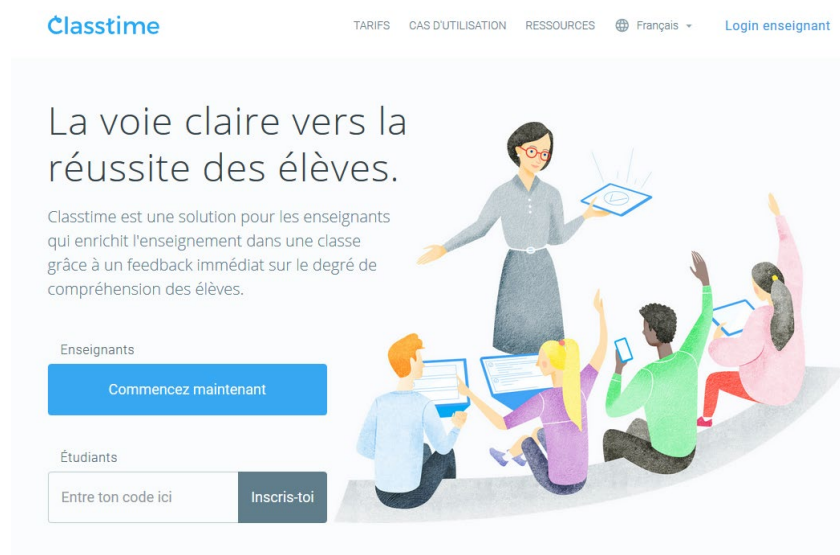 Classtime
TARIFS CAS D'UTILISATION RESSOURCES Français Login enseignant
La voie claire vers la
réussite des élèves.
Classtime est une solution pour les enseignants
qui enrichit l'enseignement dans une classe
grâce à un feedback immédiat sur le degré de
compréhension des élèves.
Enseignants
Commencez maintenant
Étudiants
Entre ton code ici Inscris-toi